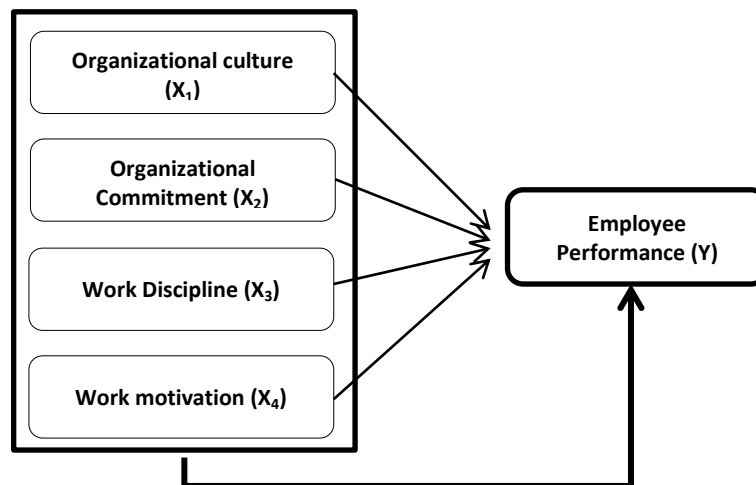 Organizational culture
(X₁)
Organizational
Commitment (X₂)
Work Discipline (X₃)
Work motivation (X₄)
Employee
Performance (Y)